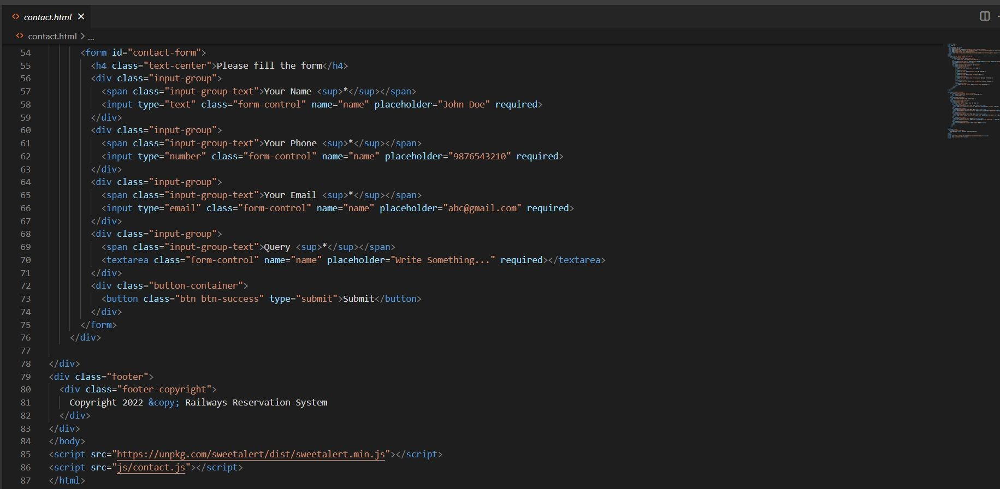 contact.html
contact.html > ...
54 <form id="contact-form">
55 <h4 class="text-center">Please fill the form</h4>
56 <div class="input-group">
57 <span class="input-group-text">Your Name <sup>*</sup></span>
58 <input type="text" class="form-control" name="name" placeholder="John Doe" required>
59 </div>
60 <div class="input-group">
61 <span class="input-group-text">Your Phone <sup>*</sup></span>
62 <input type="number" class="form-control" name="name" placeholder="9876543210" required>
63 </div>
64 <div class="input-group">
65 <span class="input-group-text">Your Email <sup>*</sup></span>
66 <input type="email" class="form-control" name="name" placeholder="abc@gmail.com" required>
67 </div>
68 <div class="input-group">
69 <span class="input-group-text">Query <sup>*</sup></span>
70 <textarea class="form-control" name="name" placeholder="Write Something..." required></textarea>
71 </div>
72 <div class="button-container">
73 <button class="btn btn-success" type="submit">Submit</button>
74 </div>
75 </form>
76 </div>
77
78 </div>
79 <div class="footer">
80 <div class="footer-copyright">
81 Copyright 2022 &copy; Railways Reservation System
82 </div>
83 </div>
84 </body>
85 <script src="https://unpkg.com/sweetalert/dist/sweetalert.min.js"></script>
86 <script src="js/contact.js"></script>
87 </html>